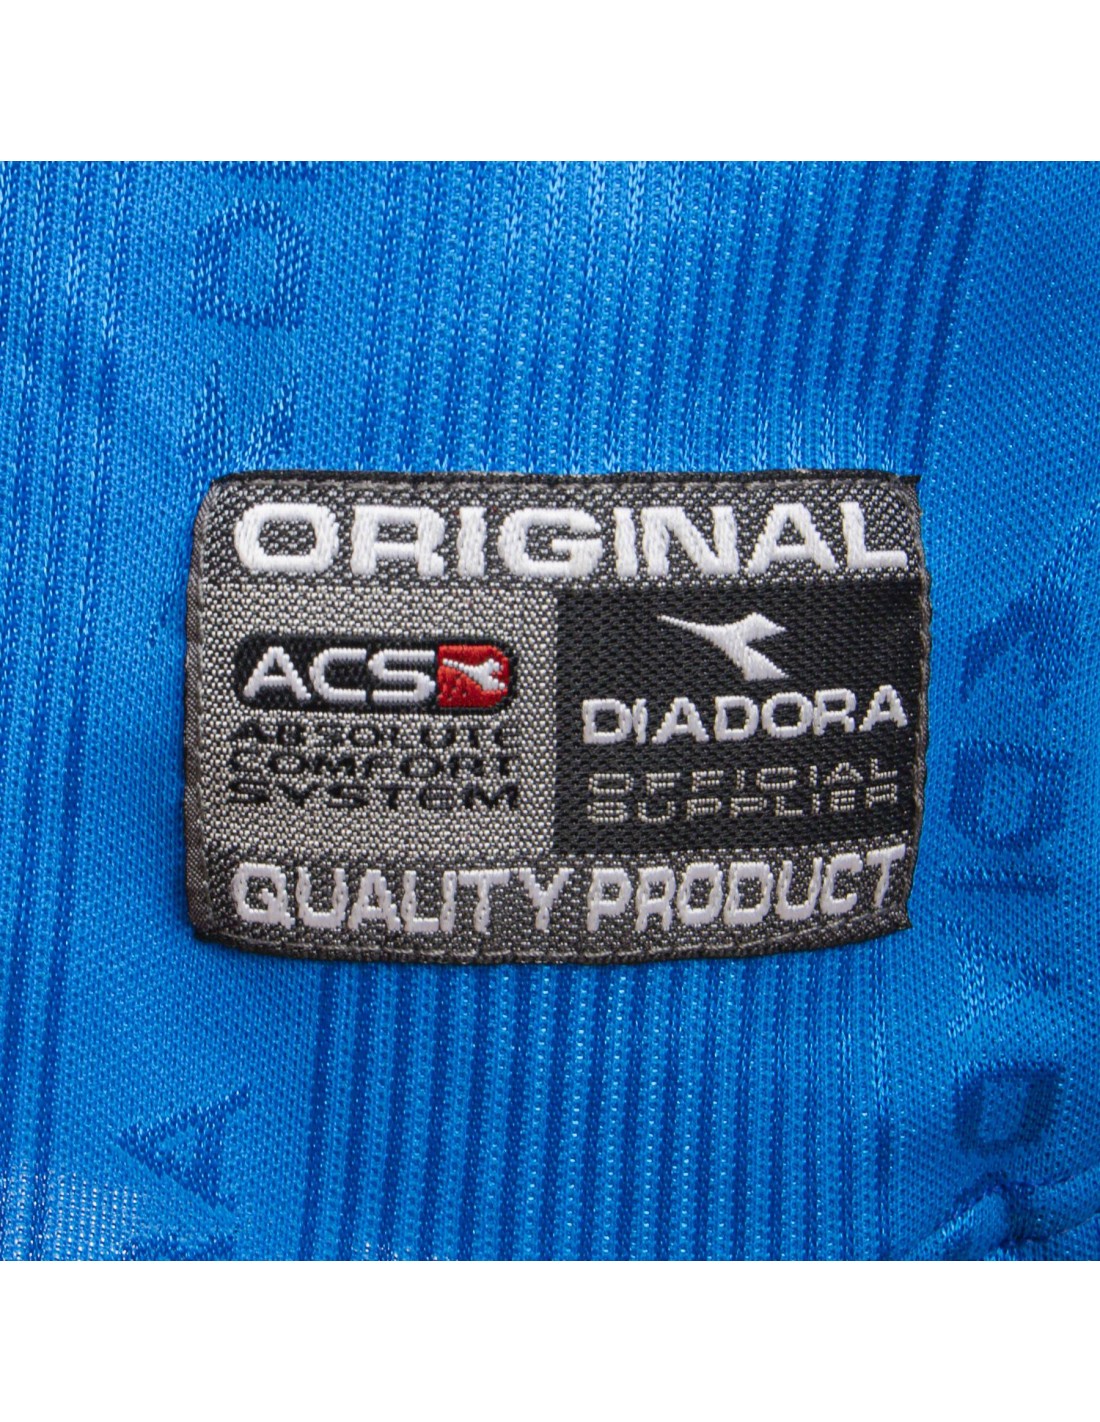 ORIGINAL
ACS
ABSOLUTE
COMFORT
SYSTEM
DIADORA
OFFICIAL
SUPPLIER
QUALITY PRODUCT